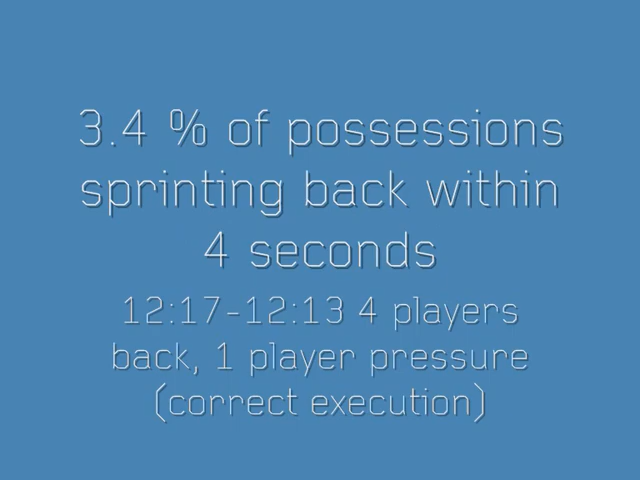 3.4 % of possessions
sprinting back within
4 seconds
12:17-12:13 4 players
back, 1 player pressure
(correct execution)